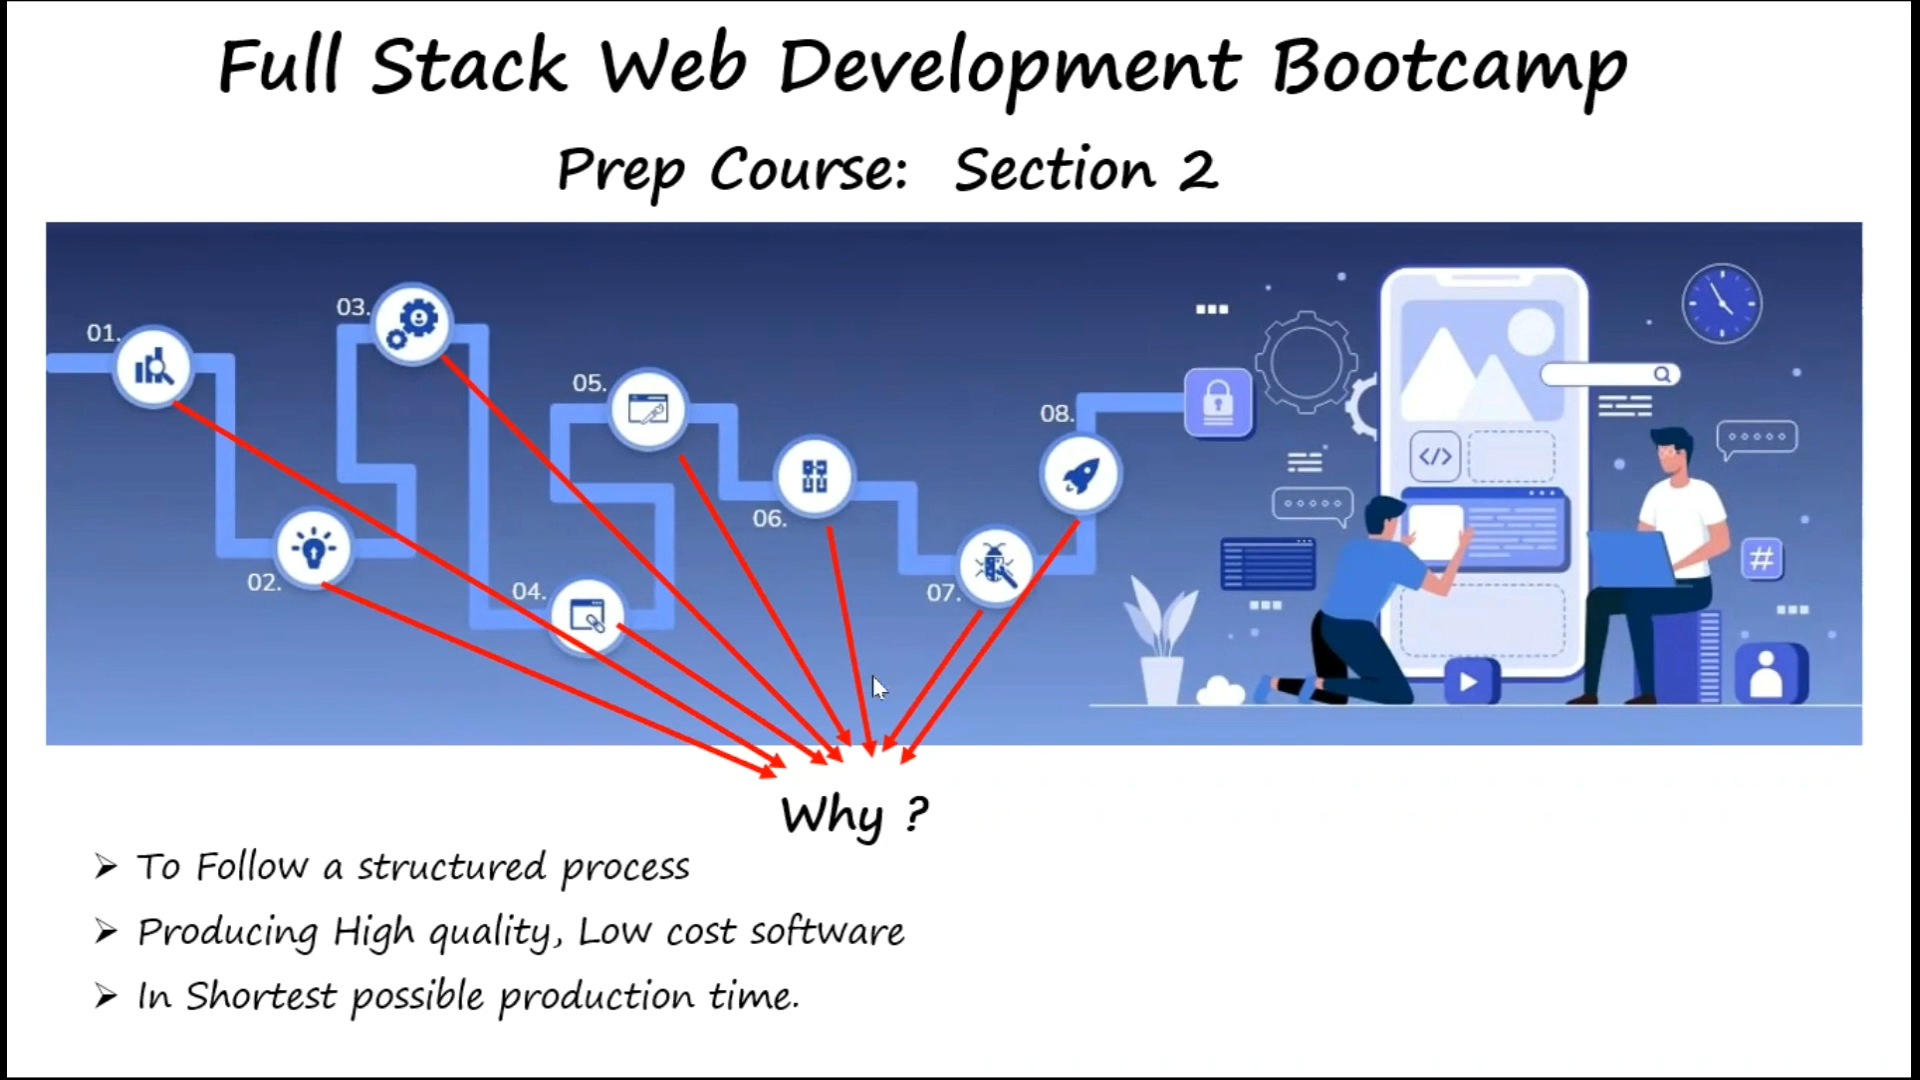 Full Stack Web Development Bootcamp
Prep Course: Section 2
01.
02.
03.
04.
05.
06.
07.
08.
</>
#
Why ?
➢ To Follow a structured process
➢ Producing High quality, Low cost software
➢ In Shortest possible production time.